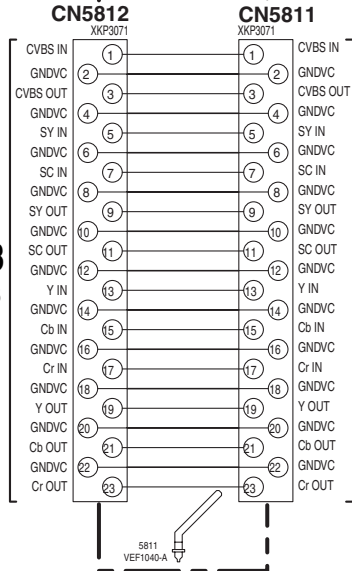 CN5812 CN5811
XKP3071 XKP3071
CVBS IN 1 1 CVBS IN
GNDVC 2 2 GNDVC
CVBS OUT 3 3 CVBS OUT
GNDVC 4 4 GNDVC
SY IN 5 5 SY IN
GNDVC 6 6 GNDVC
SC IN 7 7 SC IN
GNDVC 8 8 GNDVC
SY OUT 9 9 SY OUT
GNDVC 10 10 GNDVC
SC OUT 11 11 SC OUT
GNDVC 12 12 GNDVC
Y IN 13 13 Y IN
GNDVC 14 14 GNDVC
Cb IN 15 15 Cb IN
GNDVC 16 16 GNDVC
Cr IN 17 17 Cr IN
GNDVC 18 18 GNDVC
Y OUT 19 19 Y OUT
GNDVC 20 20 GNDVC
Cb OUT 21 21 Cb OUT
GNDVC 22 22 GNDVC
Cr OUT 23 23 Cr OUT
5811
VEF1040-A